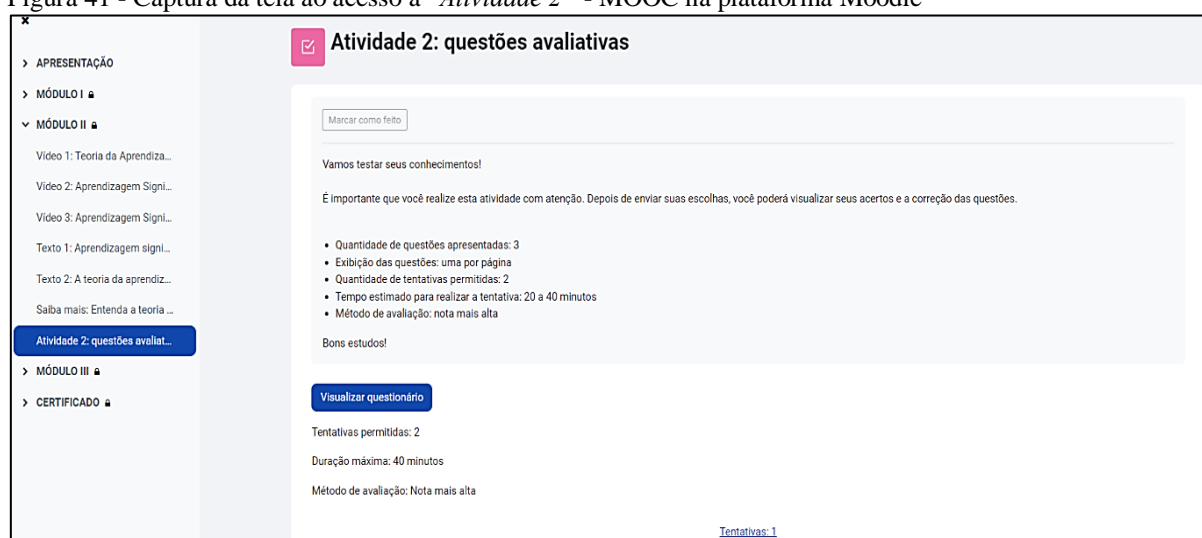 Figura 41 - Captura da tela ao acesso à "Atividade 2" - MOOC na plataforma Moodle
x
> APRESENTAÇÃO
> MÓDULO I
MÓDULO II
Vídeo 1: Teoria da Aprendiza...
Vídeo 2: Aprendizagem Signi...
Vídeo 3: Aprendizagem Signi...
Texto 1: Aprendizagem signi...
Texto 2: A teoria da aprendiz...
Saiba mais: Entenda a teoria ...
Atividade 2: questões avaliat...
> MÓDULO III
> CERTIFICADO
Atividade 2: questões avaliativas
Marcar como feito
Vamos testar seus conhecimentos!
É importante que você realize esta atividade com atenção. Depois de enviar suas escolhas, você poderá visualizar seus acertos e a correção das questões.
• Quantidade de questões apresentadas: 3
• Exibição das questões: uma por página
• Quantidade de tentativas permitidas: 2
• Tempo estimado para realizar a tentativa: 20 a 40 minutos
• Método de avaliação: nota mais alta
Bons estudos!
Visualizar questionário
Tentativas permitidas: 2
Duração máxima: 40 minutos
Método de avaliação: Nota mais alta
Tentativas: 1